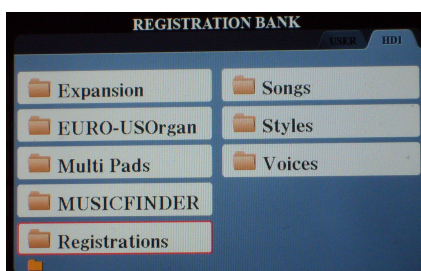 REGISTRATION BANK
USER HD1
Expansion
EURO-USOrgan
Multi Pads
MUSICFINDER
Registrations
Songs
Styles
Voices